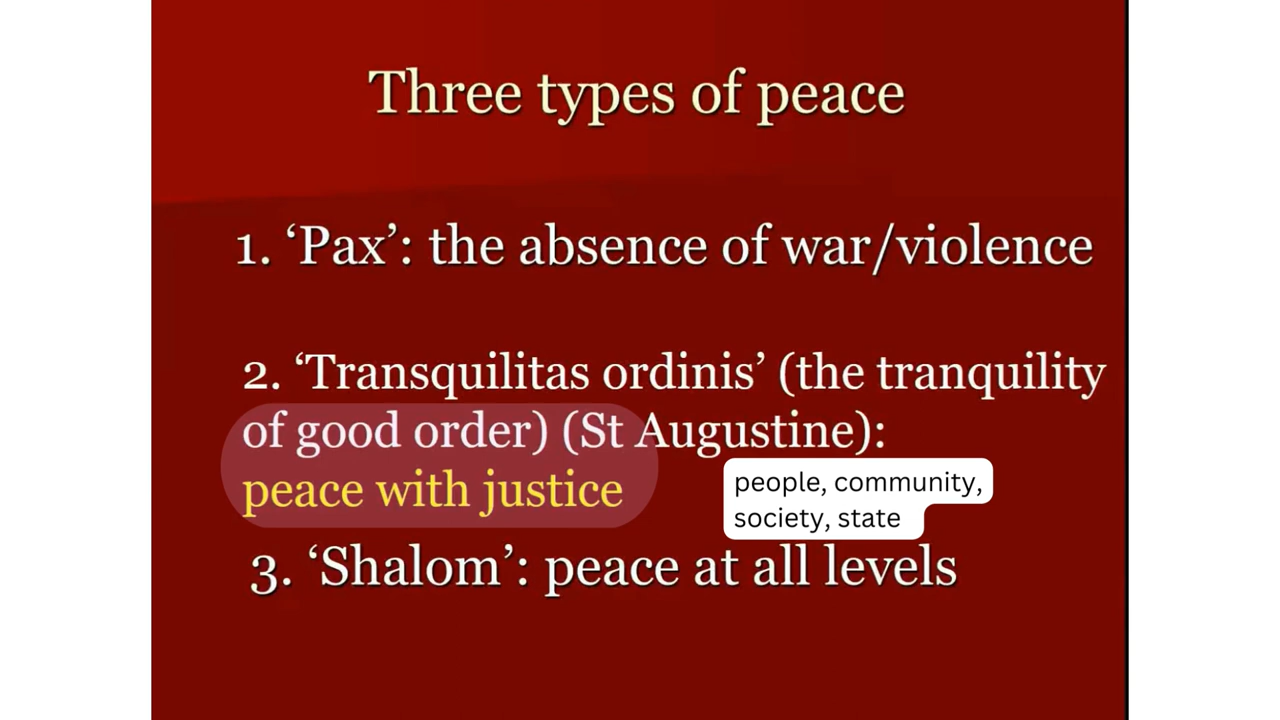 Three types of peace
1. ‘Pax’: the absence of war/violence
2. ‘Transquilitas ordinis’ (the tranquility
of good order) (St Augustine):
peace with justice
people, community,
society, state
3. ‘Shalom’: peace at all levels